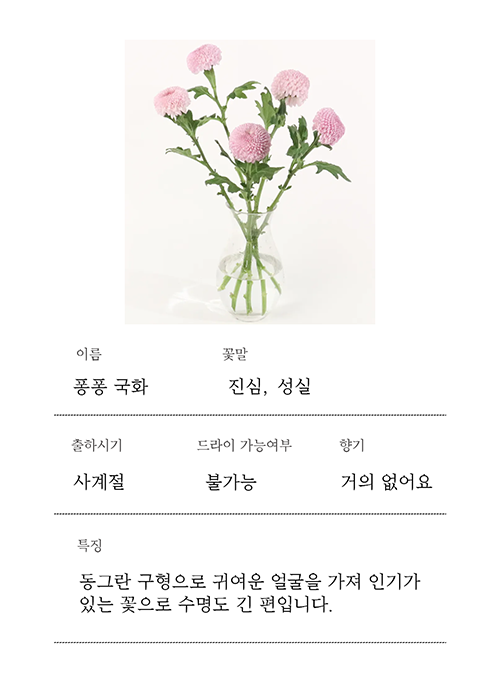 이름 꽃말
퐁퐁 국화 진심, 성실
출하시기 드라이 가능여부 향기
사계절 불가능 거의 없어요
특징
동그란 구형으로 귀여운 얼굴을 가져 인기가
있는 꽃으로 수명도 긴 편입니다.